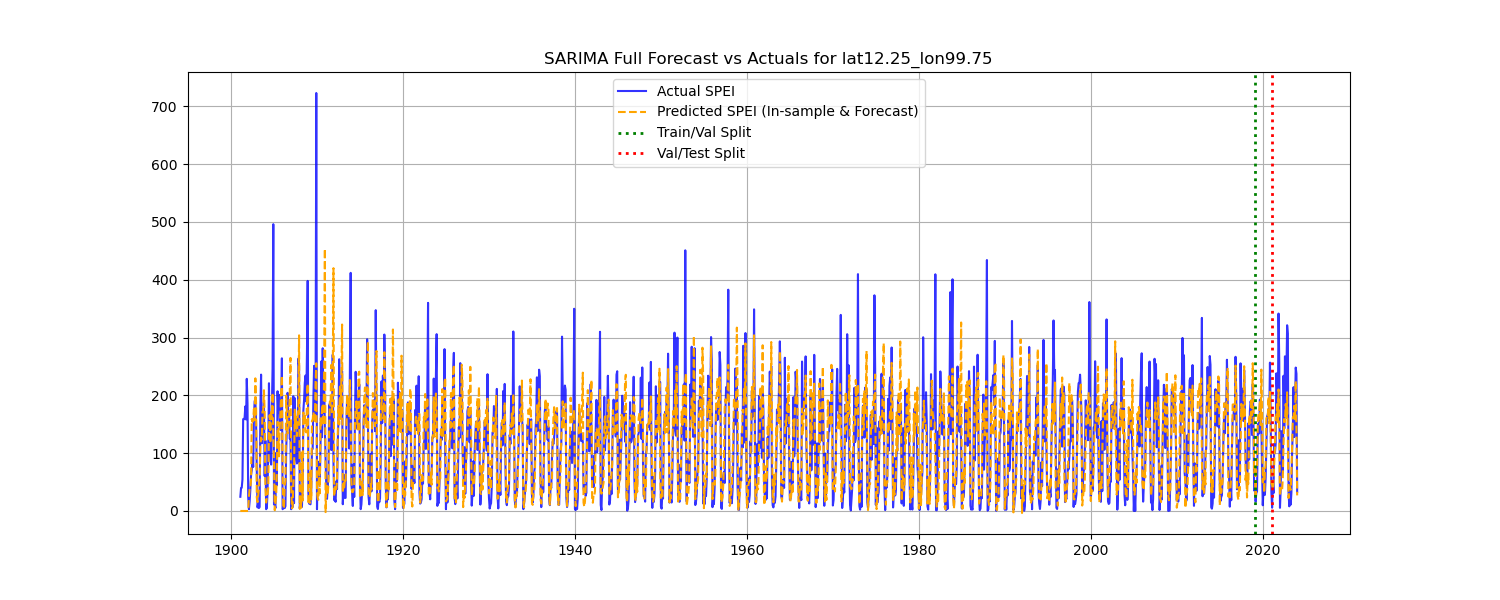 SARIMA Full Forecast vs Actuals for lat12.25_lon99.75
Actual SPEI
Predicted SPEI (In-sample & Forecast)
Train/Val Split
Val/Test Split
700
600
500
400
300
200
100
0
1900 1920 1940 1960 1980 2000 2020